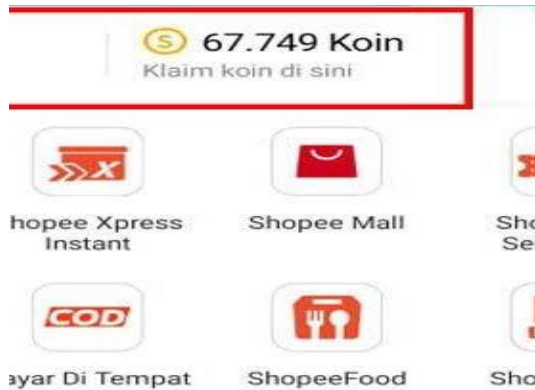 S 67.749 Koin
Klaim koin di sini
X
hopee Xpress
Instant
Shopee Mall
Sho
Se
COD
ayar Di Tempat
ShopeeFood
Sho